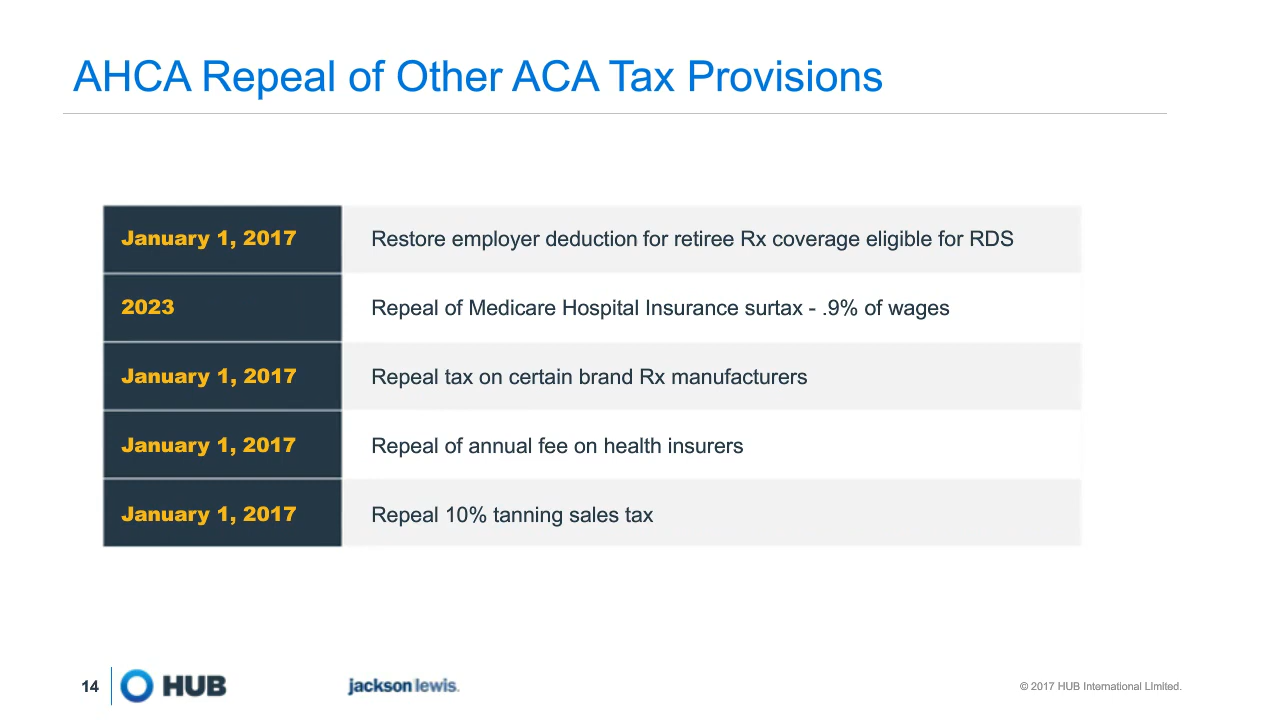 AHCA Repeal of Other ACA Tax Provisions
January 1, 2017 Restore employer deduction for retiree Rx coverage eligible for RDS
2023 Repeal of Medicare Hospital Insurance surtax - .9% of wages
January 1, 2017 Repeal tax on certain brand Rx manufacturers
January 1, 2017 Repeal of annual fee on health insurers
January 1, 2017 Repeal 10% tanning sales tax
14 HUB jackson lewis. © 2017 HUB International LImited.